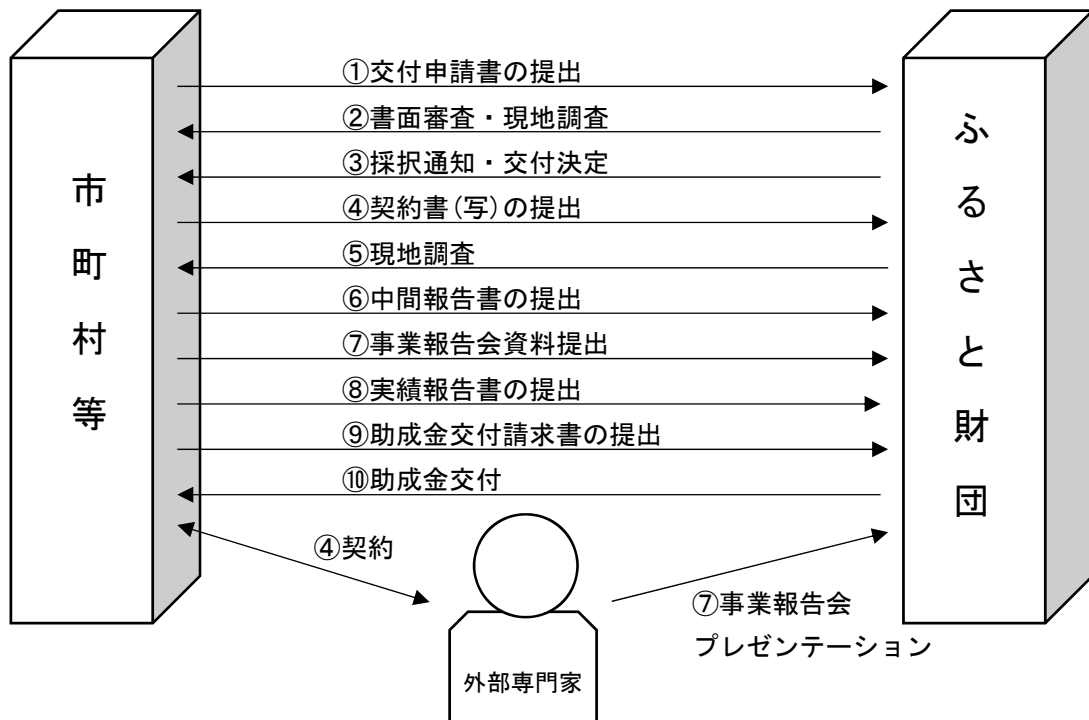 ①交付申請書の提出
②書面審査・現地調査
③採択通知・交付決定
④契約書(写)の提出
⑤現地調査
⑥中間報告書の提出
⑦事業報告会資料提出
⑧実績報告書の提出
⑨助成金交付請求書の提出
⑩助成金交付
市町村等
ふるさと財団
④契約
⑦事業報告会
プレゼンテーション
外部専門家